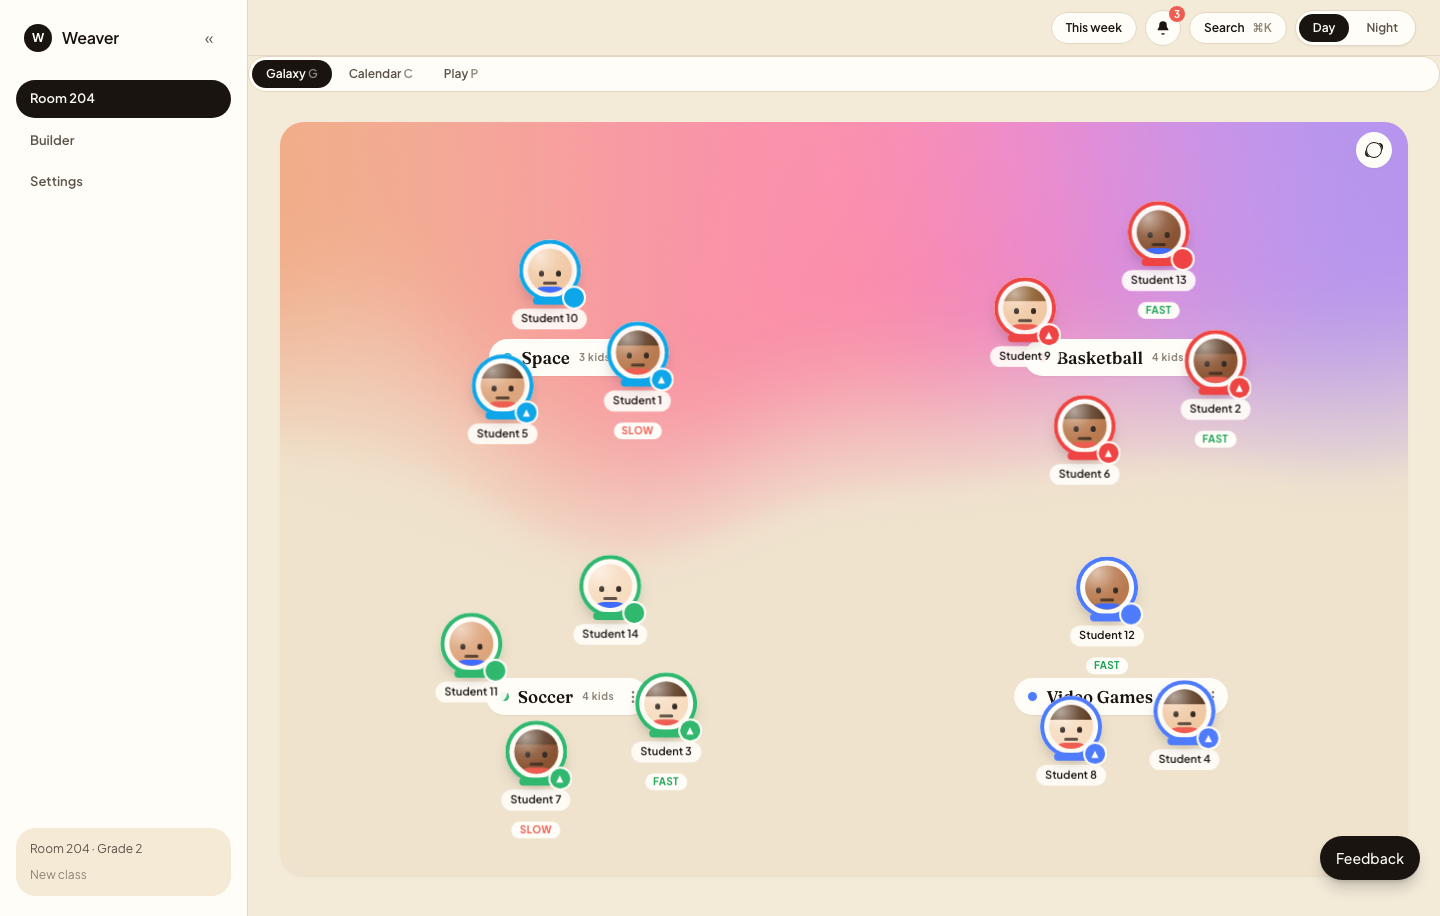 W Weaver «
This week
3
Search ⌘K
Day Night
Galaxy G Calendar C Play P
Room 204
Builder
Settings
Student 10
Space 3 kids
Student 1
SLOW
Student 5
Student 13
FAST
Student 9
Basketball 4 kids
Student 2
FAST
Student 6
Student 14
Student 11
Soccer 4 kids
Student 3
FAST
Student 7
SLOW
Student 12
FAST
Video Games
Student 8
Student 4
Room 204 · Grade 2
New class
Feedback